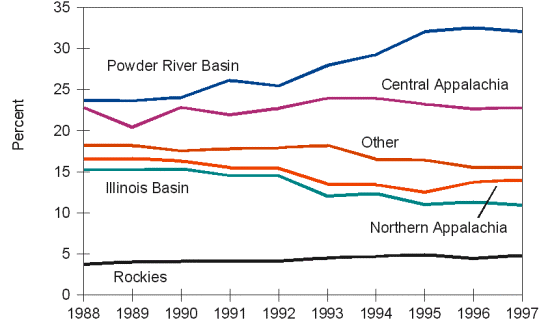 35
30
25
20
15
10
5
0
Percent
Powder River Basin
Central Appalachia
Other
Illinois Basin
Northern Appalachia
Rockies
1988 1989 1990 1991 1992 1993 1994 1995 1996 1997